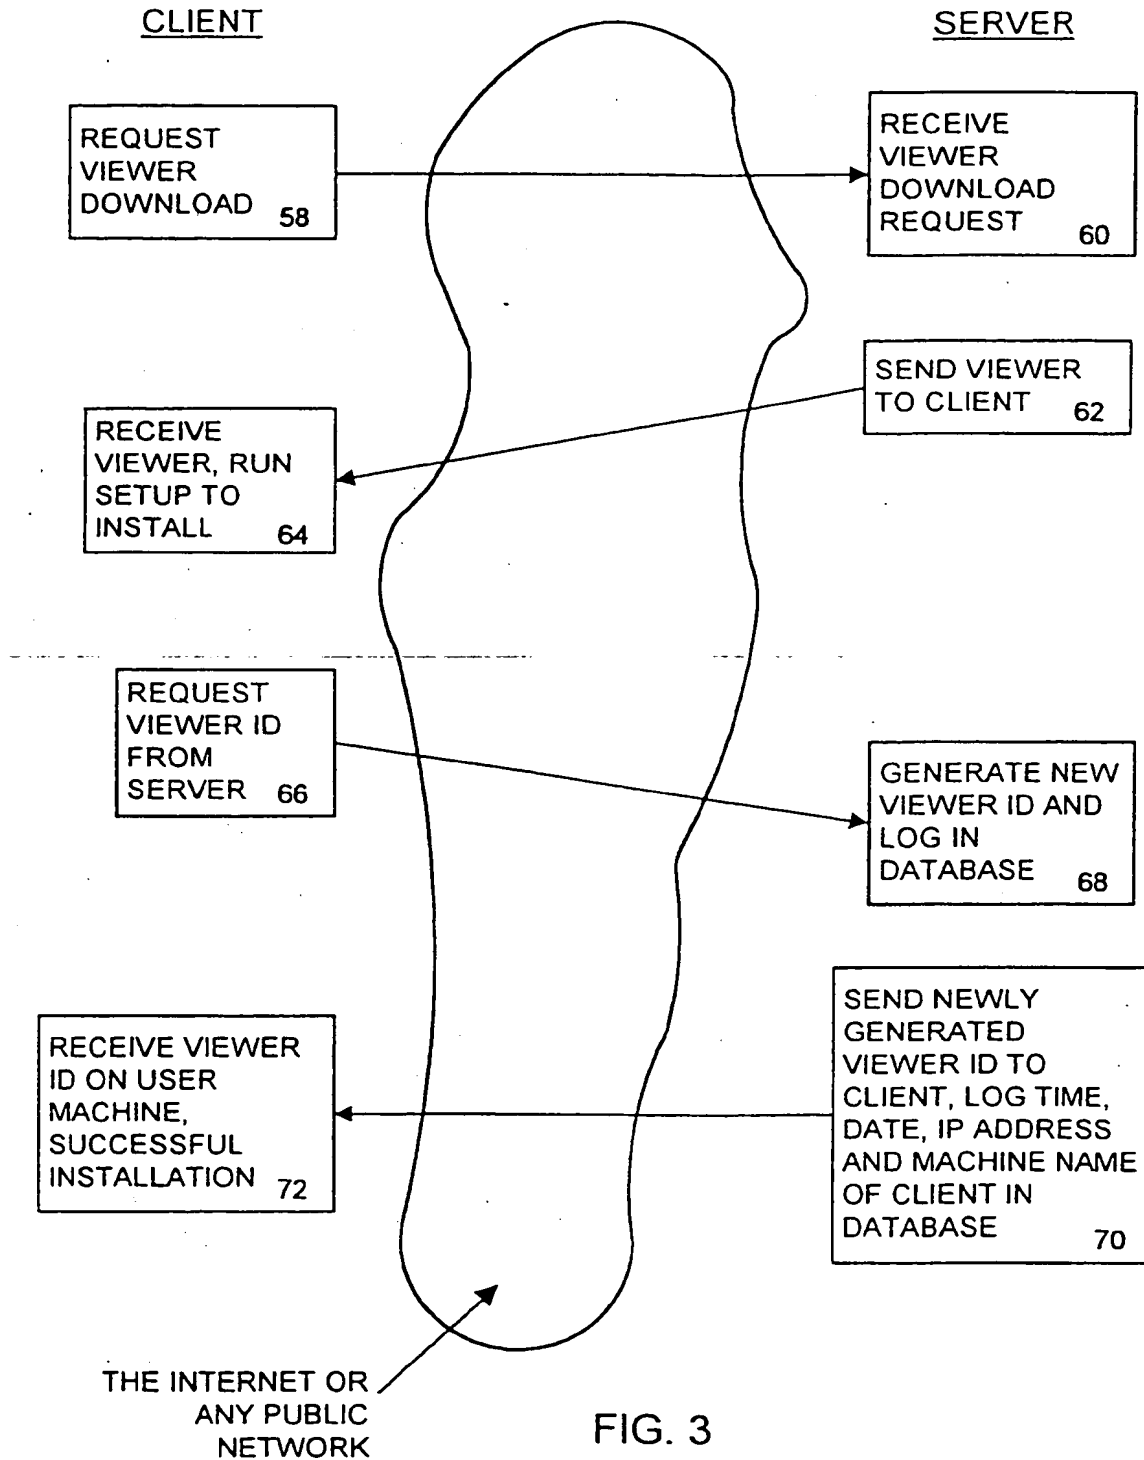 CLIENT
SERVER
REQUEST
VIEWER
DOWNLOAD 58
RECEIVE
VIEWER
DOWNLOAD
REQUEST
60
SEND VIEWER
TO CLIENT 62
RECEIVE
VIEWER, RUN
SETUP TO
INSTALL 64
REQUEST
VIEWER ID
FROM
SERVER 66
GENERATE NEW
VIEWER ID AND
LOG IN
DATABASE 68
SEND NEWLY
GENERATED
VIEWER ID TO
CLIENT, LOG TIME,
DATE, IP ADDRESS
AND MACHINE NAME
OF CLIENT IN
DATABASE 70
RECEIVE VIEWER
ID ON USER
MACHINE,
SUCCESSFUL
INSTALLATION 72
THE INTERNET OR
ANY PUBLIC
NETWORK
FIG. 3